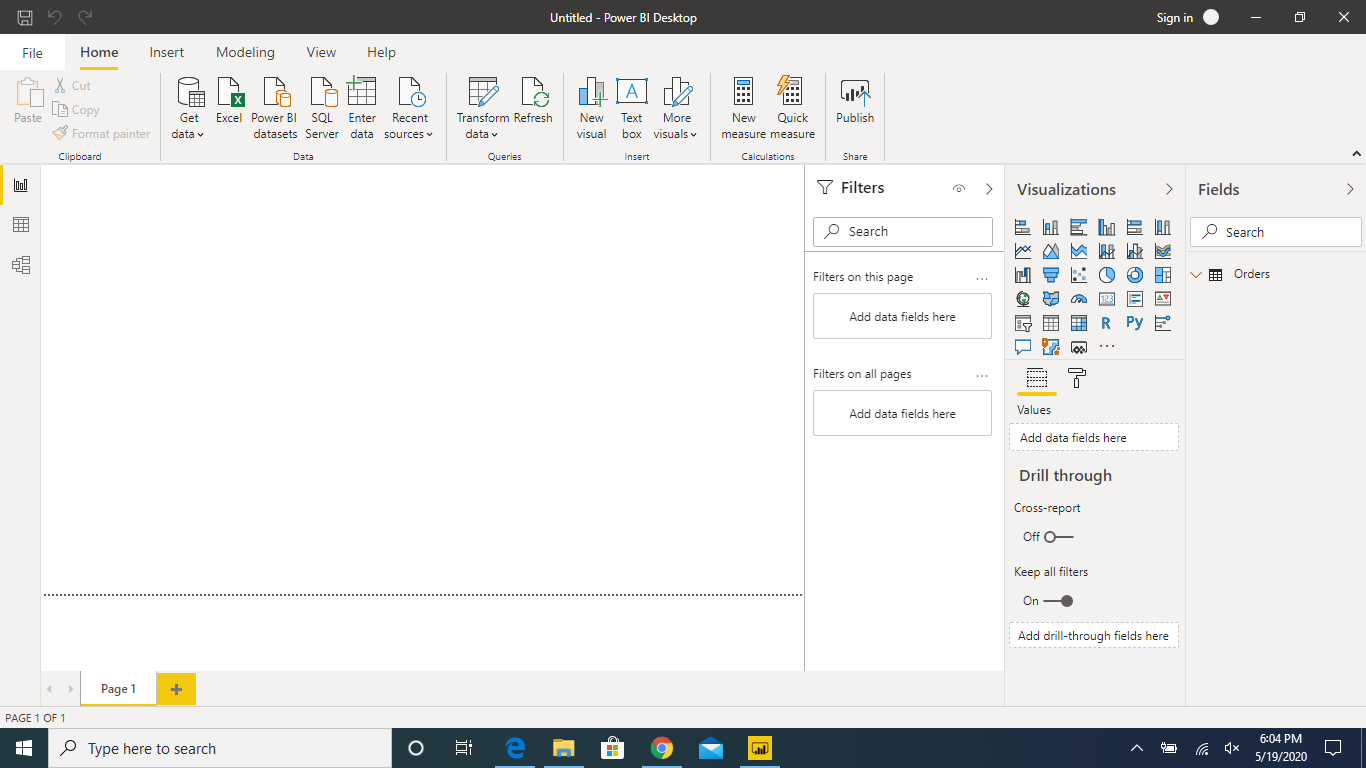 Untitled - Power BI Desktop
Sign in
File
Home
Insert
Modeling
View
Help
Paste
Cut
Copy
Format painter
Clipboard
Get
data
Excel
Power BI
datasets
SQL
Server
Enter
data
Recent
sources
Data
Transform
data
Refresh
Queries
New
visual
Text
box
More
visuals
Insert
New
measure
Quick
measure
Calculations
Publish
Share
Filters
Search
Filters on this page
...
Add data fields here
Filters on all pages
...
Add data fields here
Visualizations
123
R
Py
...
Values
Add data fields here
Drill through
Cross-report
Off
Keep all filters
On
Add drill-through fields here
Fields
Search
Orders
Page 1
PAGE 1 OF 1
Type here to search
6:04 PM
5/19/2020